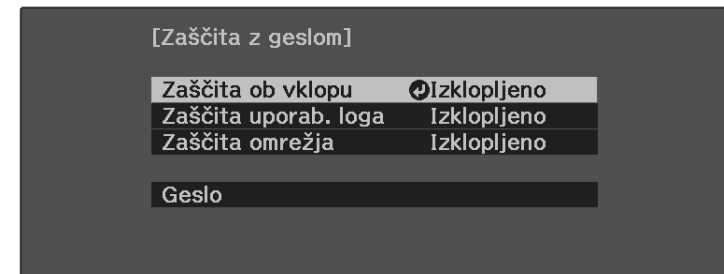 [Zaščita z geslom]
Zaščita ob vklopu Izklopljeno
Zaščita uporab. loga Izklopljeno
Zaščita omrežja Izklopljeno
Geslo